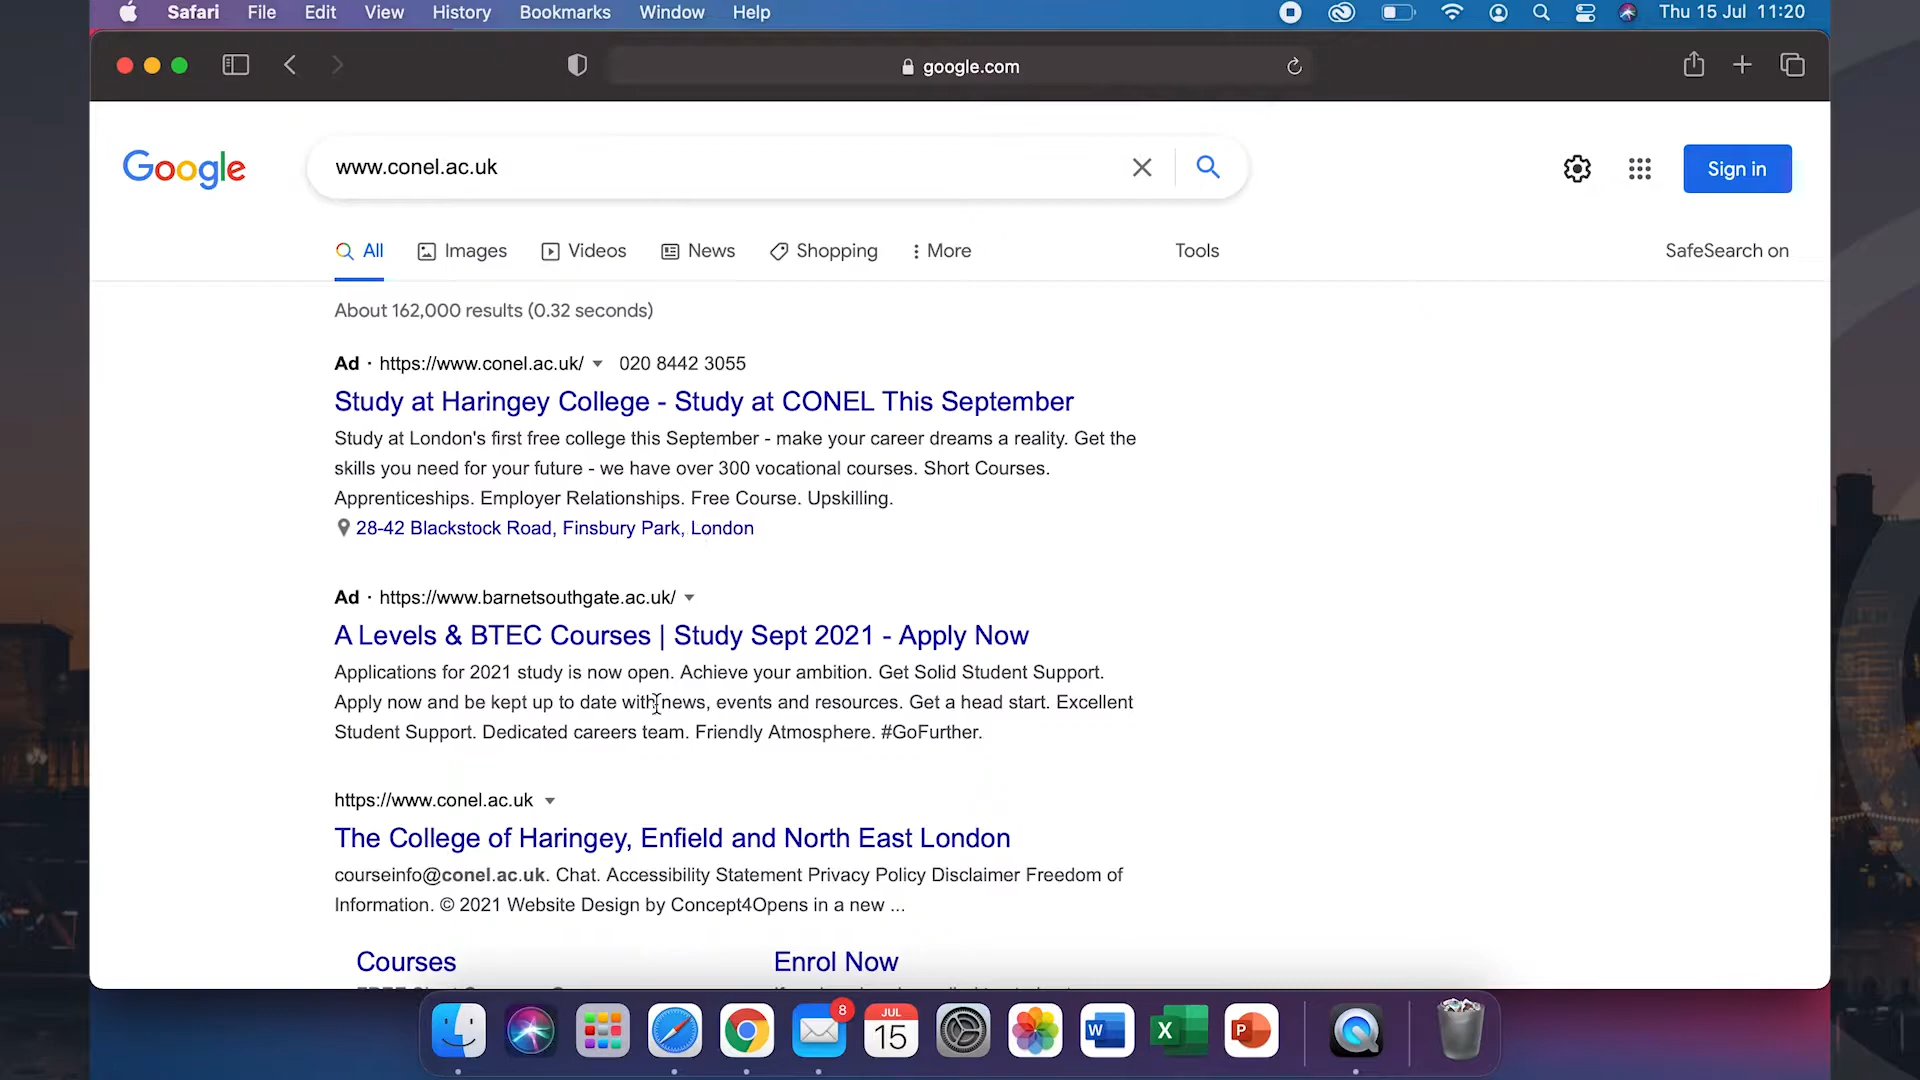 Safari File Edit View History Bookmarks Window Help Thu 15 Jul 11:20
google.com
Google www.conel.ac.uk Sign in
All Images Videos News Shopping More Tools SafeSearch on
About 162,000 results (0.32 seconds)
Ad · https://www.conel.ac.uk/ 020 8442 3055
Study at Haringey College - Study at CONEL This September
Study at London's first free college this September - make your career dreams a reality. Get the
skills you need for your future - we have over 300 vocational courses. Short Courses.
Apprenticeships. Employer Relationships. Free Course. Upskilling.
28-42 Blackstock Road, Finsbury Park, London
Ad · https://www.barnetsouthgate.ac.uk/
A Levels & BTEC Courses | Study Sept 2021 - Apply Now
Applications for 2021 study is now open. Achieve your ambition. Get Solid Student Support.
Apply now and be kept up to date with news, events and resources. Get a head start. Excellent
Student Support. Dedicated careers team. Friendly Atmosphere. #GoFurther.
https://www.conel.ac.uk
The College of Haringey, Enfield and North East London
courseinfo@conel.ac.uk. Chat. Accessibility Statement Privacy Policy Disclaimer Freedom of
Information. © 2021 Website Design by Concept4Opens in a new ...
Courses Enrol Now
8 JUL 15 W X P